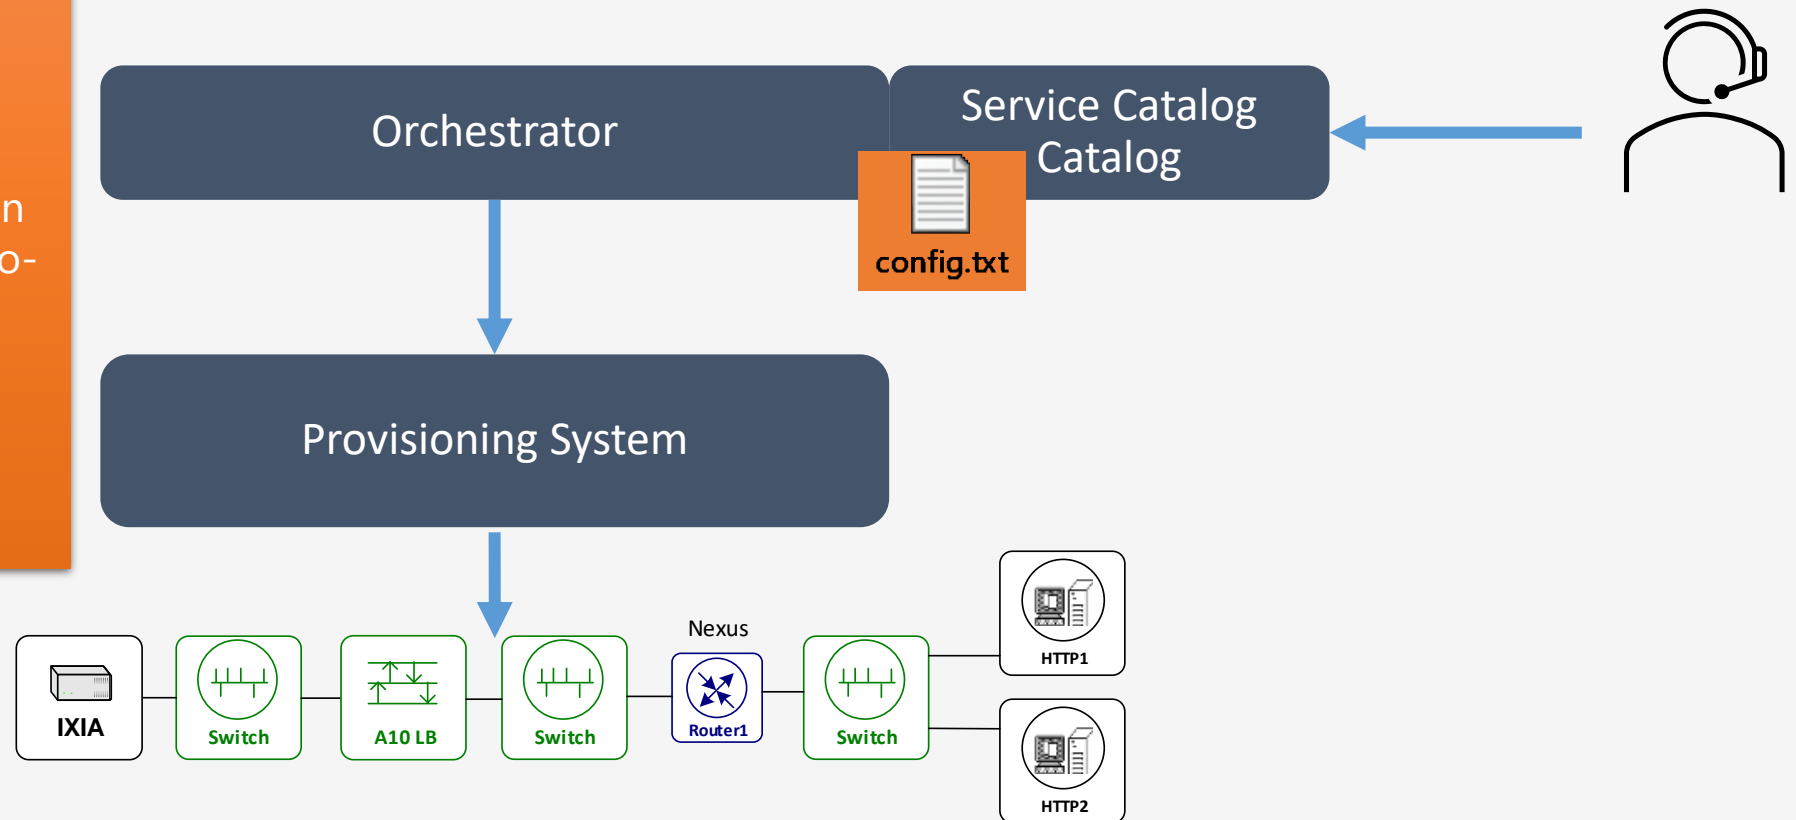 n
o-
Orchestrator
Service Catalog
Catalog
config.txt
Provisioning System
Nexus
IXIA
Switch
A10 LB
Switch
Router1
Switch
HTTP1
HTTP2